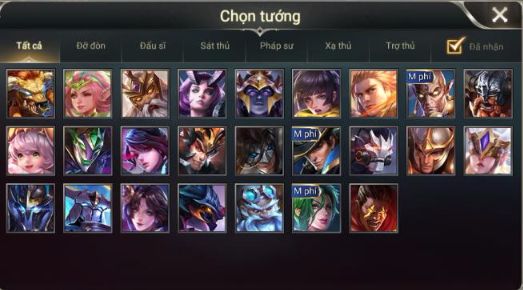 Chọn tướng
Tất cả Đỡ đòn Đấu sĩ Sát thủ Pháp sư Xạ thủ Trợ thủ Đã nhận
M phí
M phí
M phí